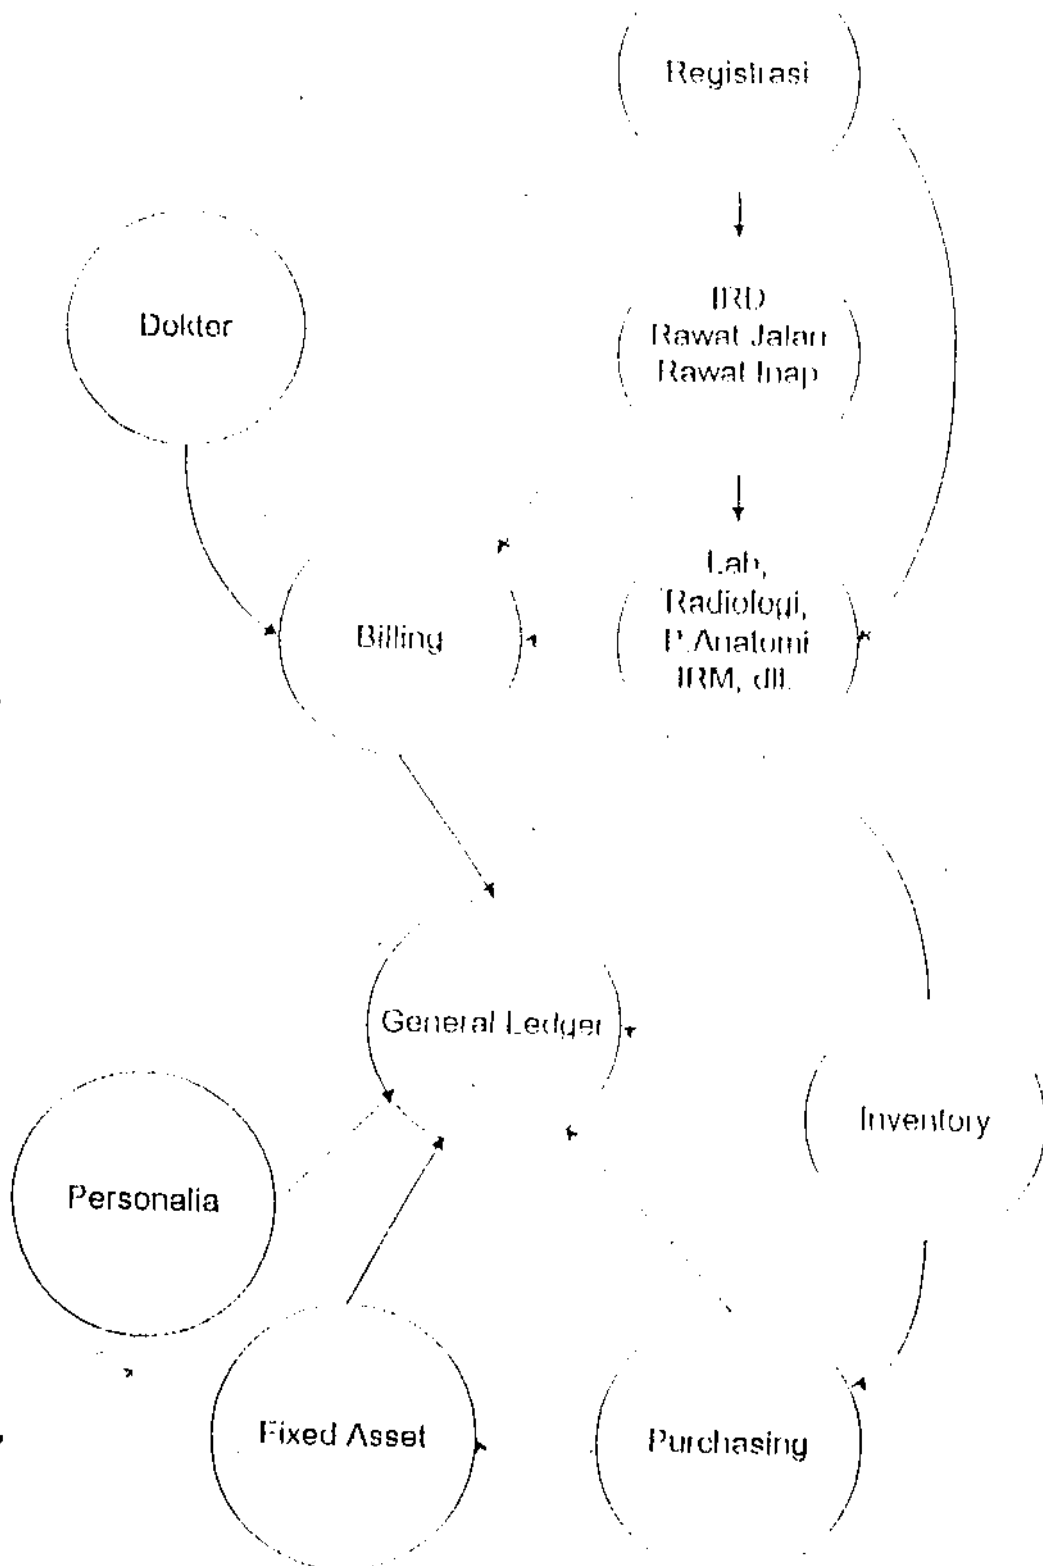 Registrasi
Dokter
IRD
Rawat Jalan
Rawat Inap
Billing
Lab,
Radiologi,
P.Anatomi
IRM, dll.
General Ledger
Inventory
Personalia
Fixed Asset
Purchasing